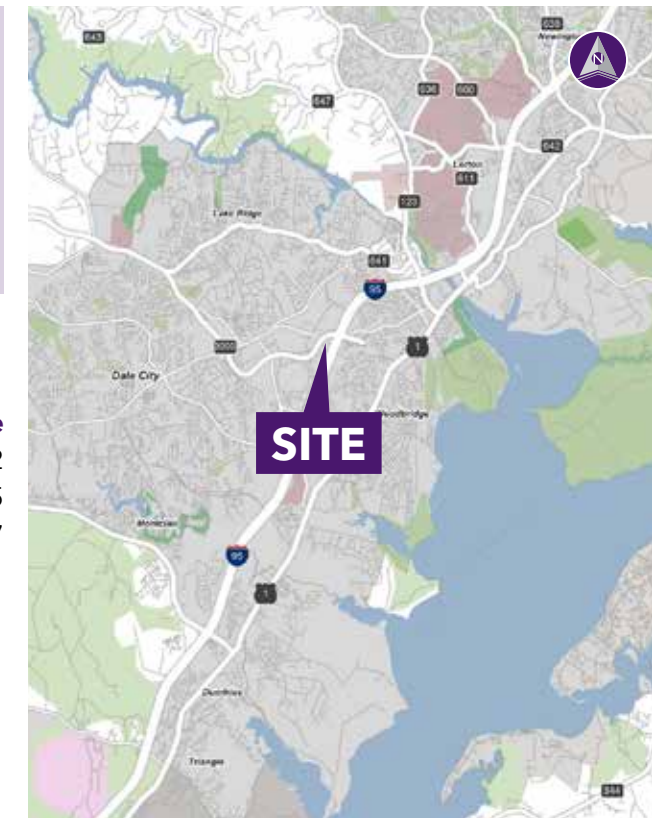 638
643
Newington
N
636
600
647
642
Lorton
611
123
Lake Ridge
641
95
1
3000
Dale City
Woodbridge
SITE
e
Montclair
95
1
Dumfries
Triangle